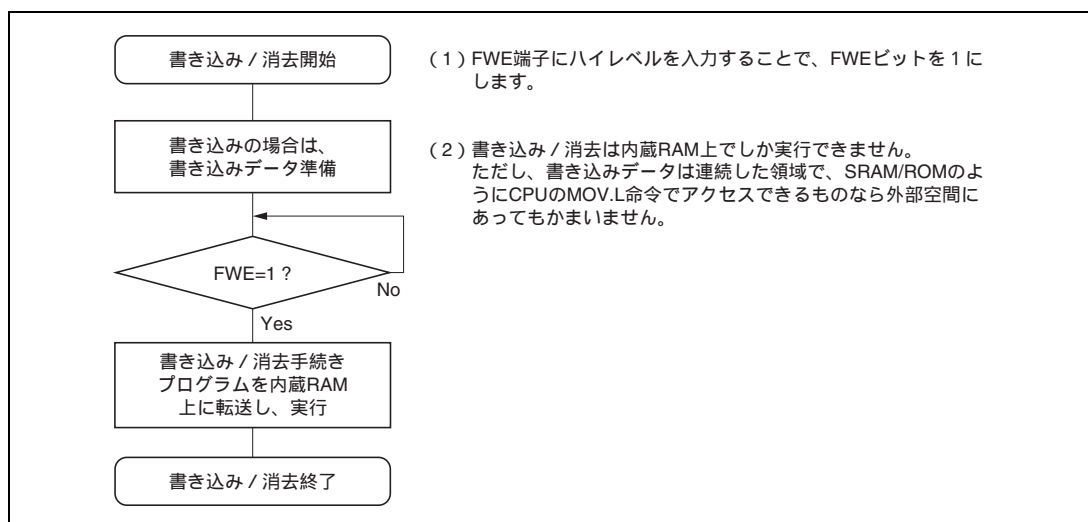 書き込み / 消去開始
書き込みの場合は、
書き込みデータ準備
FWE=1 ?
No
Yes
書き込み / 消去手続き
プログラムを内蔵RAM
上に転送し、実行
書き込み / 消去終了
（1）FWE端子にハイレベルを入力することで、FWEビットを 1 に
します。
（2）書き込み / 消去は内蔵RAM上でしか実行できません。
ただし、書き込みデータは連続した領域で、SRAM/ROMのよ
うにCPUのMOV.L命令でアクセスできるものなら外部空間に
あってもかまいません。